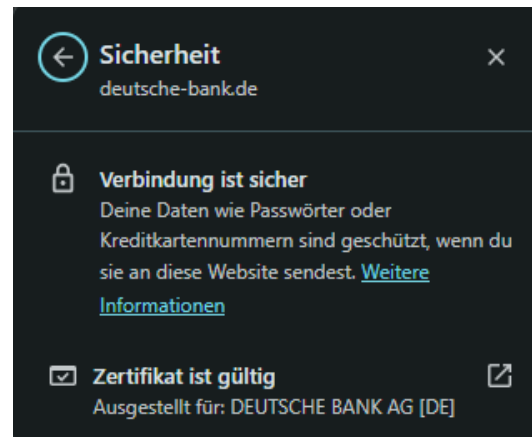 Sicherheit
deutsche-bank.de
Verbindung ist sicher
Deine Daten wie Passwörter oder
Kreditkartennummern sind geschützt, wenn du
sie an diese Website sendest. Weitere
Informationen
Zertifikat ist gültig
Ausgestellt für: DEUTSCHE BANK AG [DE]